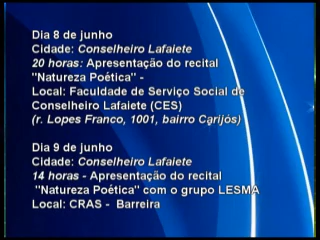 Dia 8 de junho
Cidade: Conselheiro Lafaiete
20 horas: Apresentação do recital
"Natureza Poética" -
Local: Faculdade de Serviço Social de
Conselheiro Lafaiete (CES)
(r. Lopes Franco, 1001, bairro Carijós)
Dia 9 de junho
Cidade: Conselheiro Lafaiete
14 horas - Apresentação do recital
"Natureza Poética" com o grupo LESMA
Local: CRAS - Barreira